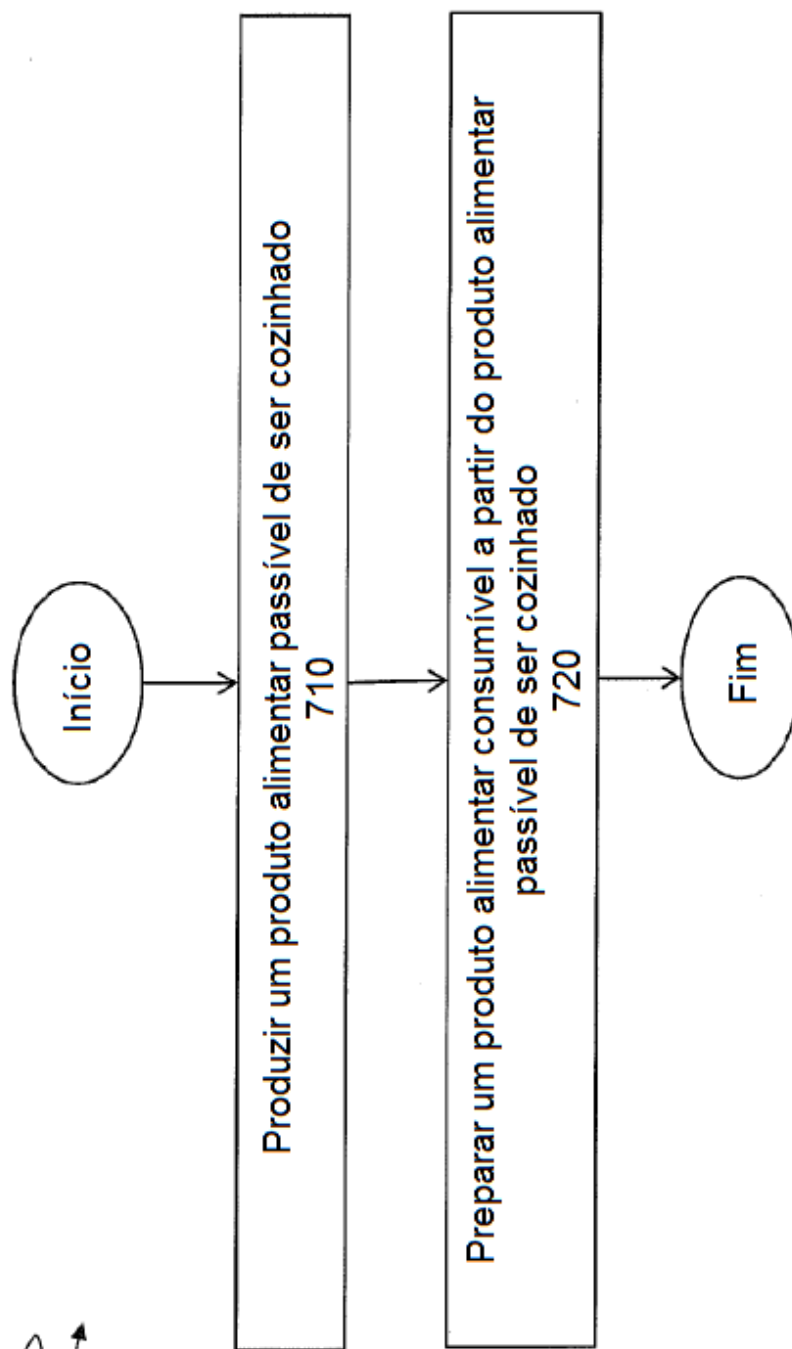 Início
Produzir um produto alimentar passível de ser cozinhado
710
Preparar um produto alimentar consumível a partir do produto alimentar
passível de ser cozinhado
720
Fim